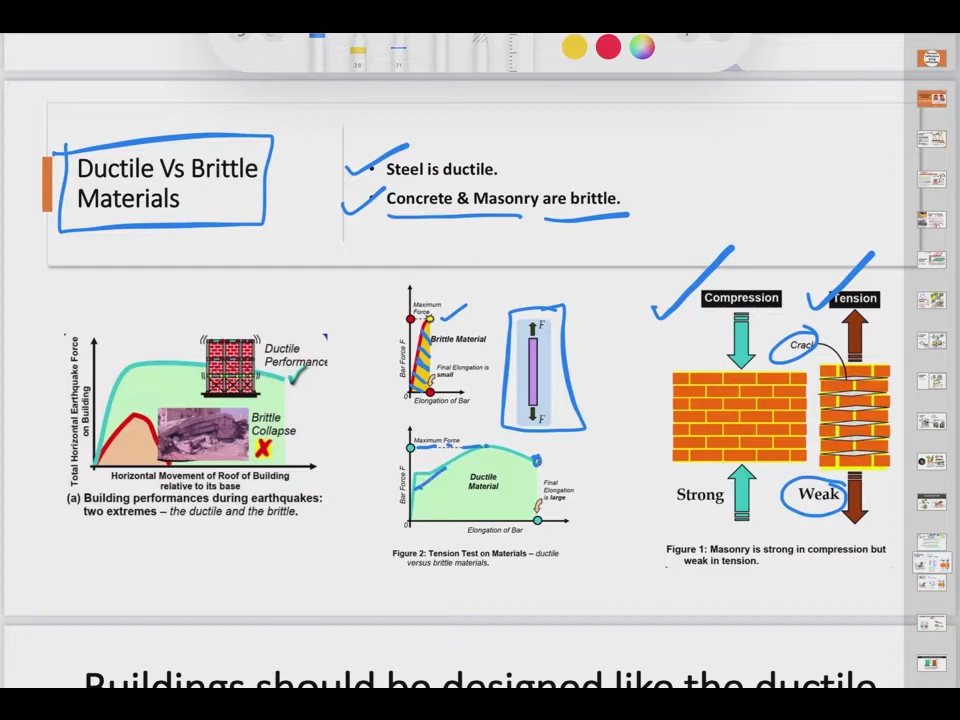 28
71
Ductile Vs Brittle
Materials
• Steel is ductile.
Concrete & Masonry are brittle.
Total Horizontal Earthquake Force
on Building
Ductile
Performance
Brittle
Collapse
Horizontal Movement of Roof of Building
relative to its base
(a) Building performances during earthquakes:
two extremes – the ductile and the brittle.
Maximum
Force
Bar Force F
Brittle Material
Final Elongation is
small
0
Elongation of Bar
F
F
Maximum Force
Bar Force F
Ductile
Material
Final
Elongation
is large
0
Elongation of Bar
Figure 2: Tension Test on Materials – ductile
versus brittle materials.
Compression
Tension
Crack
Strong
Weak
Figure 1: Masonry is strong in compression but
weak in tension.
Buildings should be designed like the ductile